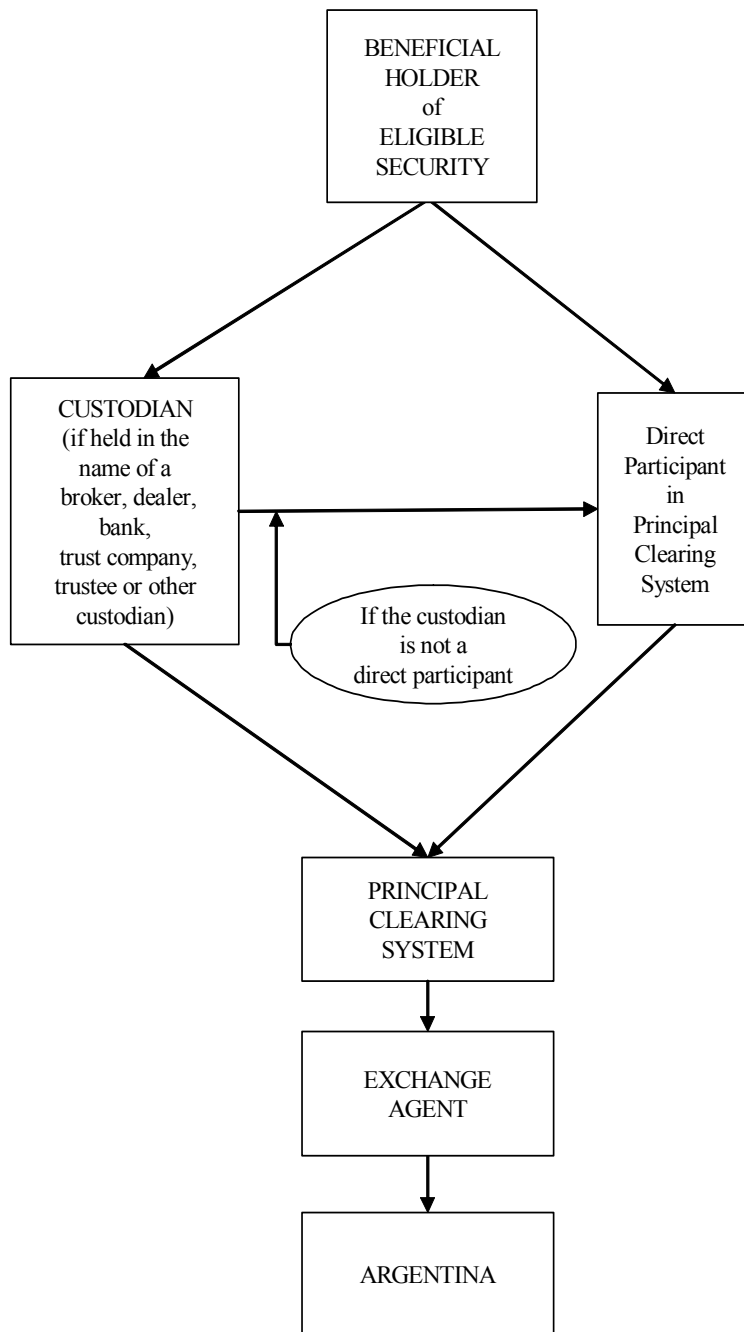 BENEFICIAL
HOLDER
of
ELIGIBLE
SECURITY
CUSTODIAN
(if held in the
name of a
broker, dealer,
bank,
trust company,
trustee or other
custodian)
Direct
Participant
in
Principal
Clearing
System
If the custodian
is not a
direct participant
PRINCIPAL
CLEARING
SYSTEM
EXCHANGE
AGENT
ARGENTINA